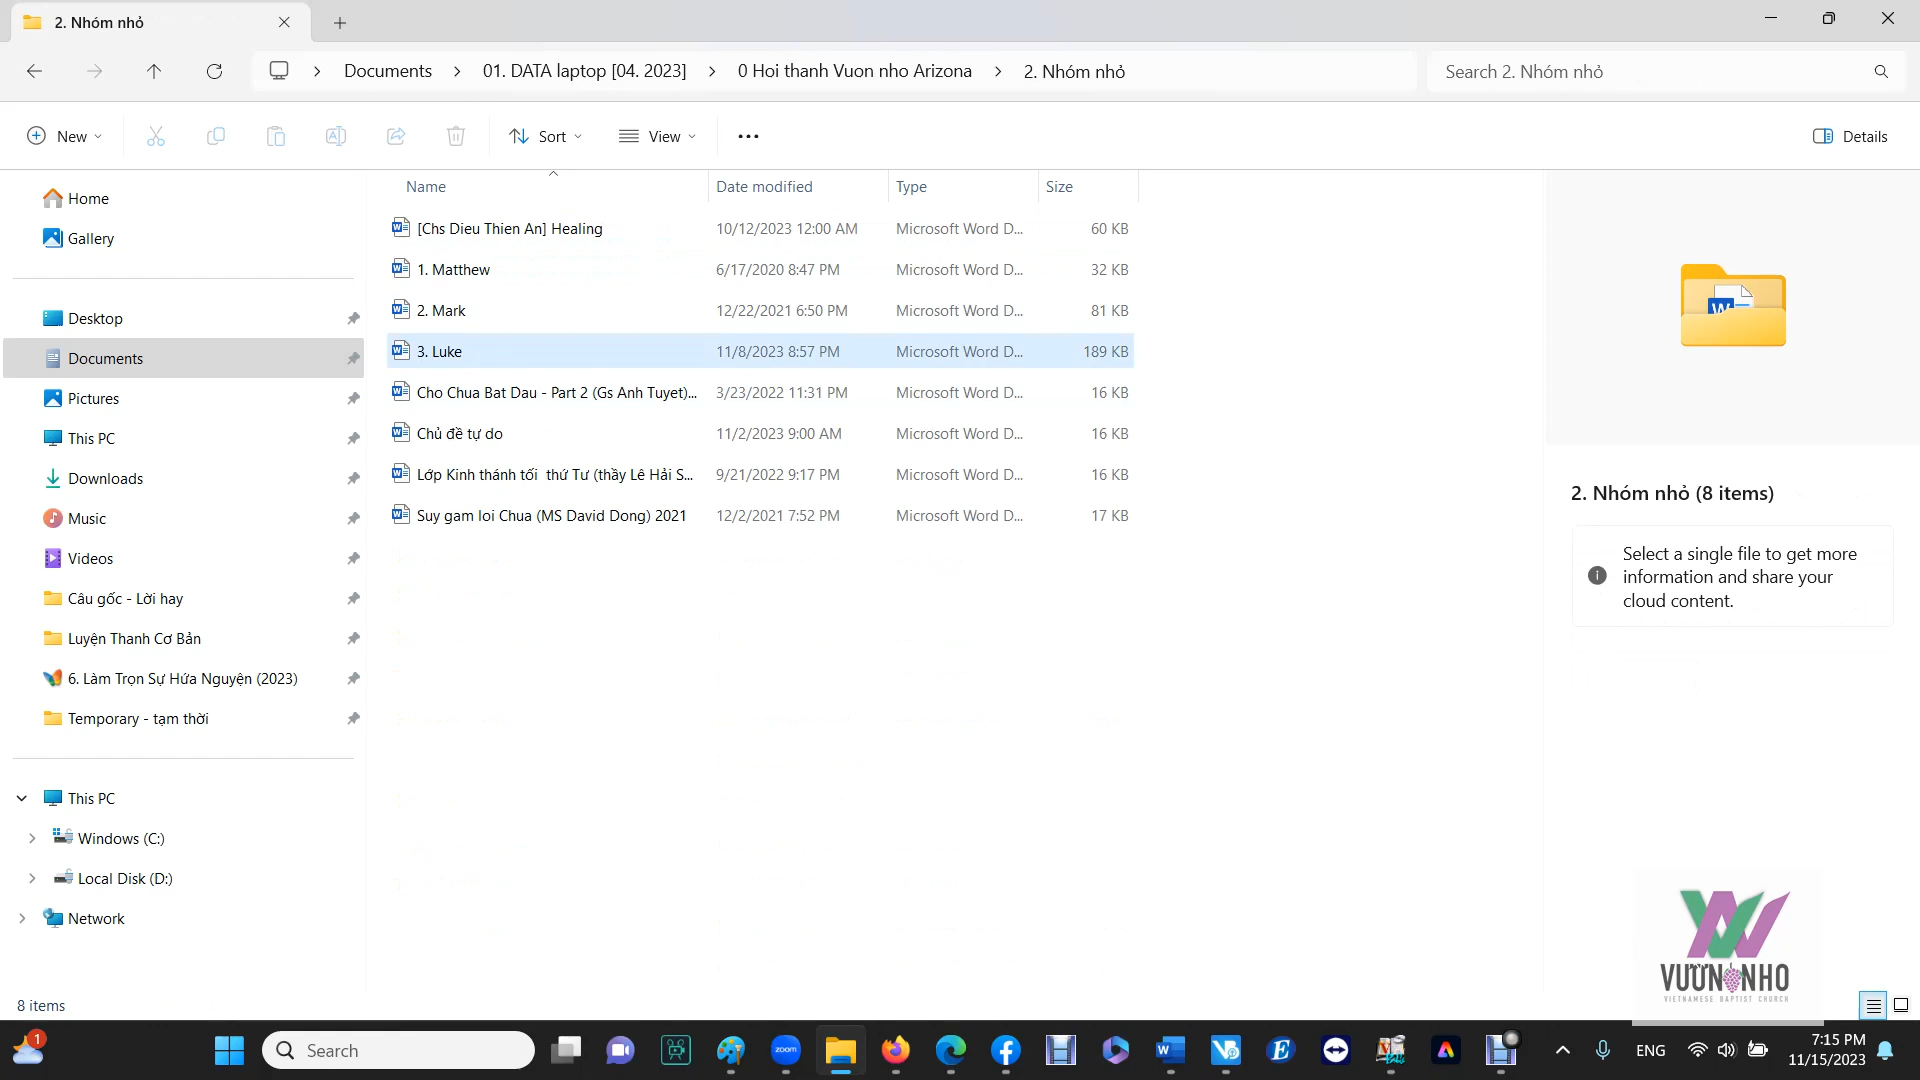 2. Nhóm nhỏ
Documents > 01. DATA laptop [04. 2023] > 0 Hoi thanh Vuon nho Arizona > 2. Nhóm nhỏ
Search 2. Nhóm nhỏ
New
Sort
View
Details
Name Date modified Type Size
[Chs Dieu Thien An] Healing 10/12/2023 12:00 AM Microsoft Word D... 60 KB
1. Matthew 6/17/2020 8:47 PM Microsoft Word D... 32 KB
2. Mark 12/22/2021 6:50 PM Microsoft Word D... 81 KB
3. Luke 11/8/2023 8:57 PM Microsoft Word D... 189 KB
Cho Chua Bat Dau - Part 2 (Gs Anh Tuyet)... 3/23/2022 11:31 PM Microsoft Word D... 16 KB
Chủ đề tự do 11/2/2023 9:00 AM Microsoft Word D... 16 KB
Lớp Kinh thánh tối thứ Tư (thầy Lê Hải S... 9/21/2022 9:17 PM Microsoft Word D... 16 KB
Suy gam loi Chua (MS David Dong) 2021 12/2/2021 7:52 PM Microsoft Word D... 17 KB
Home
Gallery
Desktop
Documents
Pictures
This PC
Downloads
Music
Videos
Câu gốc - Lời hay
Luyện Thanh Cơ Bản
6. Làm Trọn Sự Hứa Nguyện (2023)
Temporary - tạm thời
This PC
Windows (C:)
Local Disk (D:)
Network
2. Nhóm nhỏ (8 items)
Select a single file to get more
information and share your
cloud content.
VƯỜN NHO
VIETNAMESE BAPTIST CHURCH
8 items
1
Search
zoom
ENG
7:15 PM
11/15/2023